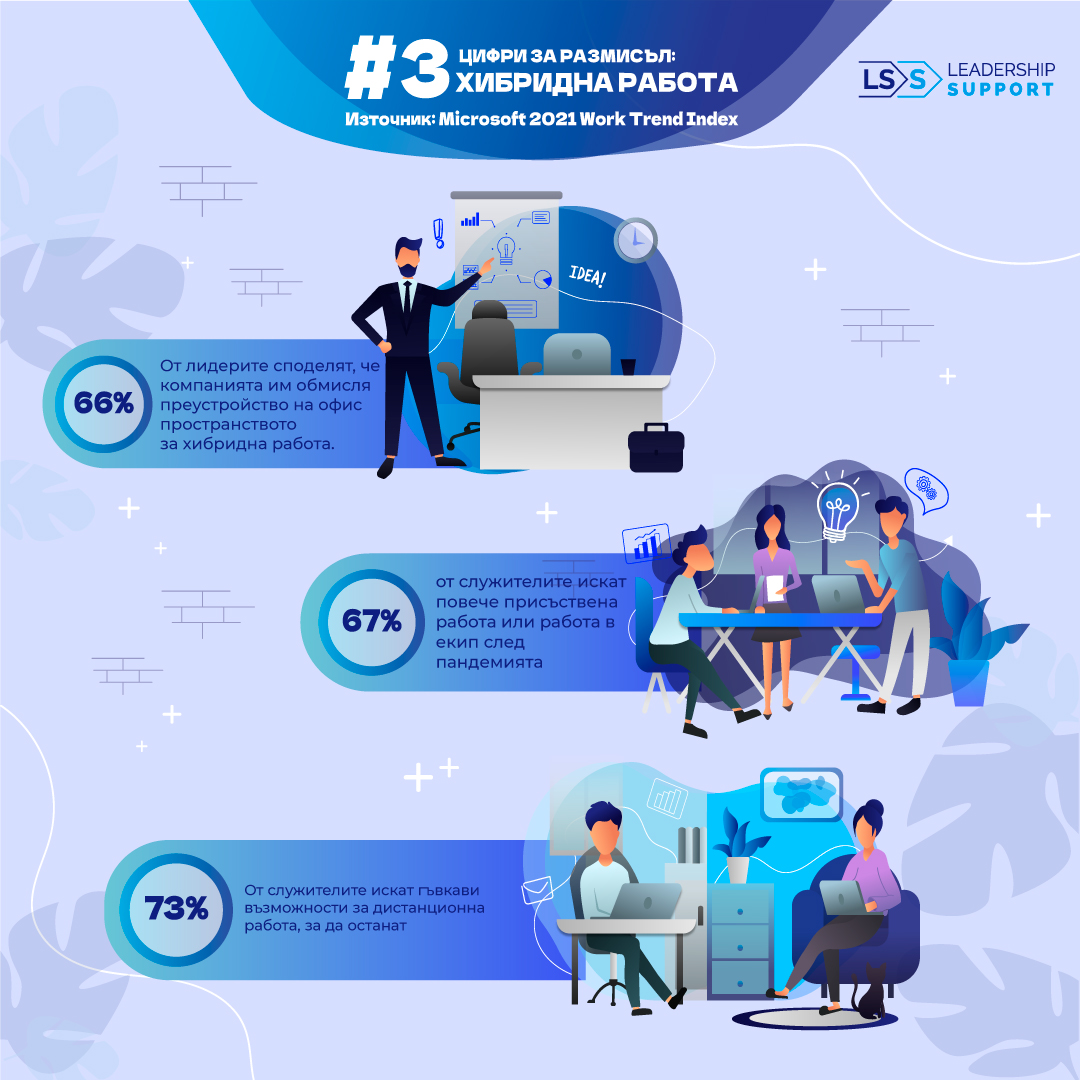 #3 ЦИФРИ ЗА РАЗМИСЪЛ:
ХИБРИДНА РАБОТА
Източник: Microsoft 2021 Work Trend Index
LSS LEADERSHIP
SUPPORT
IDEA!
66%
От лидерите споделят, че
компанията им обмисля
преустройство на офис
пространството
за хибридна работа.
67%
от служителите искат
повече присъствена
работа или работа в
екип след
пандемията
73%
От служителите искат гъвкави
възможности за дистанционна
работа, за да останат